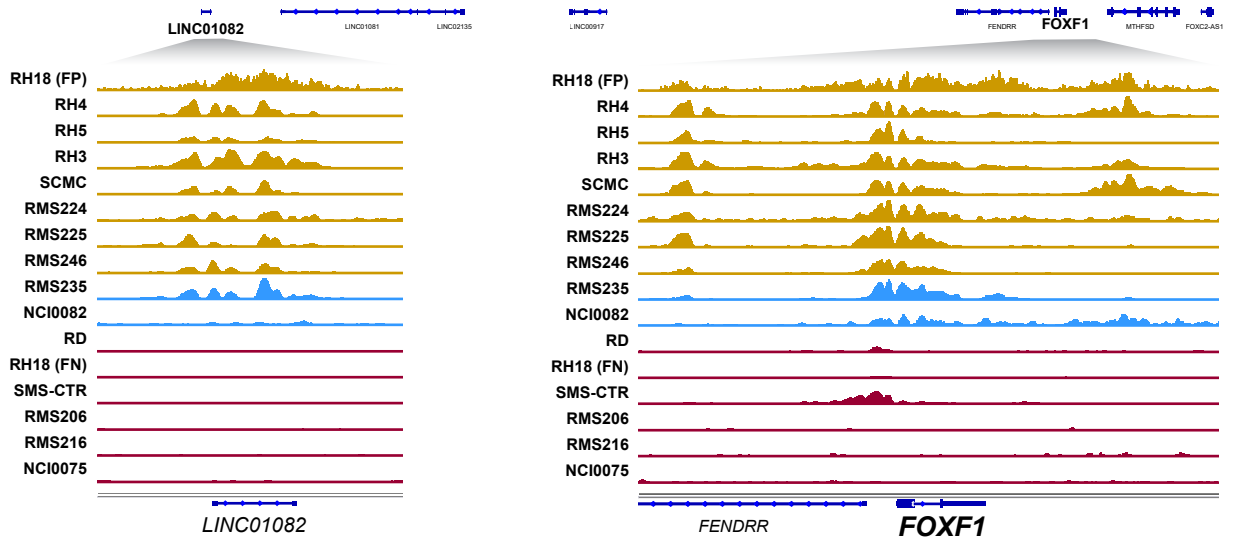 LINC01082
LINC01081
LINC02135
LINC00917
FENDRR
FOXF1
MTHFSD
FOXC2-AS1
RH18 (FP)
RH4
RH5
RH3
SCMC
RMS224
RMS225
RMS246
RMS235
NCI0082
RD
RH18 (FN)
SMS-CTR
RMS206
RMS216
NCI0075
LINC01082
RH18 (FP)
RH4
RH5
RH3
SCMC
RMS224
RMS225
RMS246
RMS235
NCI0082
RD
RH18 (FN)
SMS-CTR
RMS206
RMS216
NCI0075
FENDRR
FOXF1